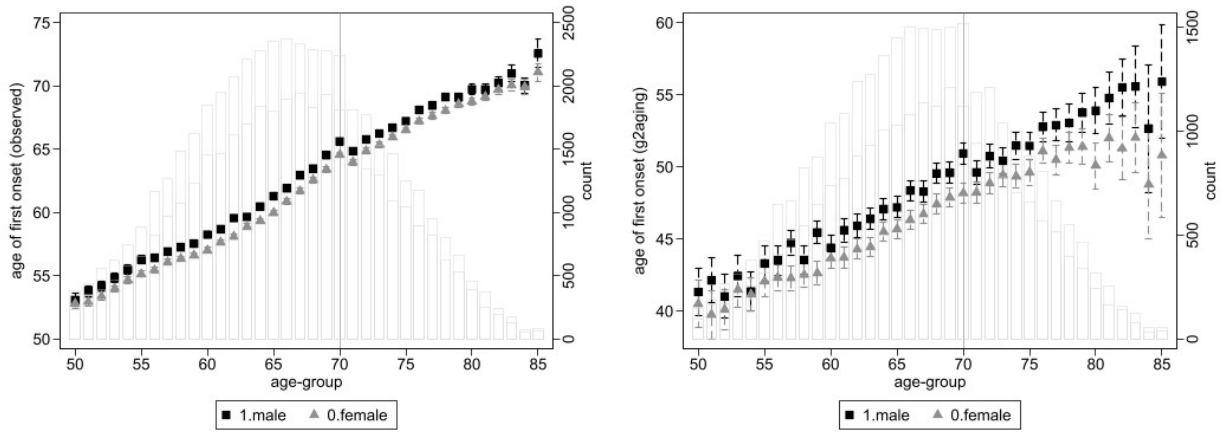 75
70
65
60
55
50
age of first onset (observed)
2500
2000
1500
1000
500
0
count
50 55 60 65 70 75 80 85
age-group
1.male 0.female
60
55
50
45
40
age of first onset (g2aging)
1500
1000
500
0
count
50 55 60 65 70 75 80 85
age-group
1.male 0.female